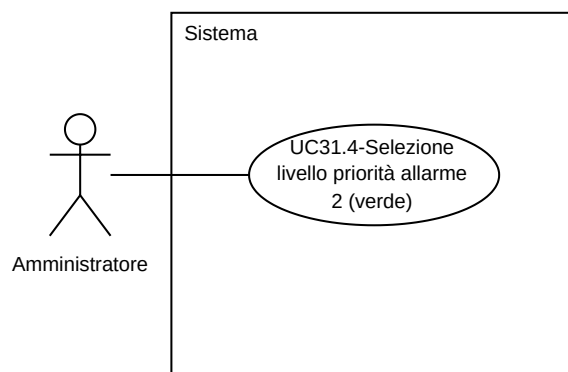 Sistema
UC31.4-Selezione
livello priorità allarme
2 (verde)
Amministratore